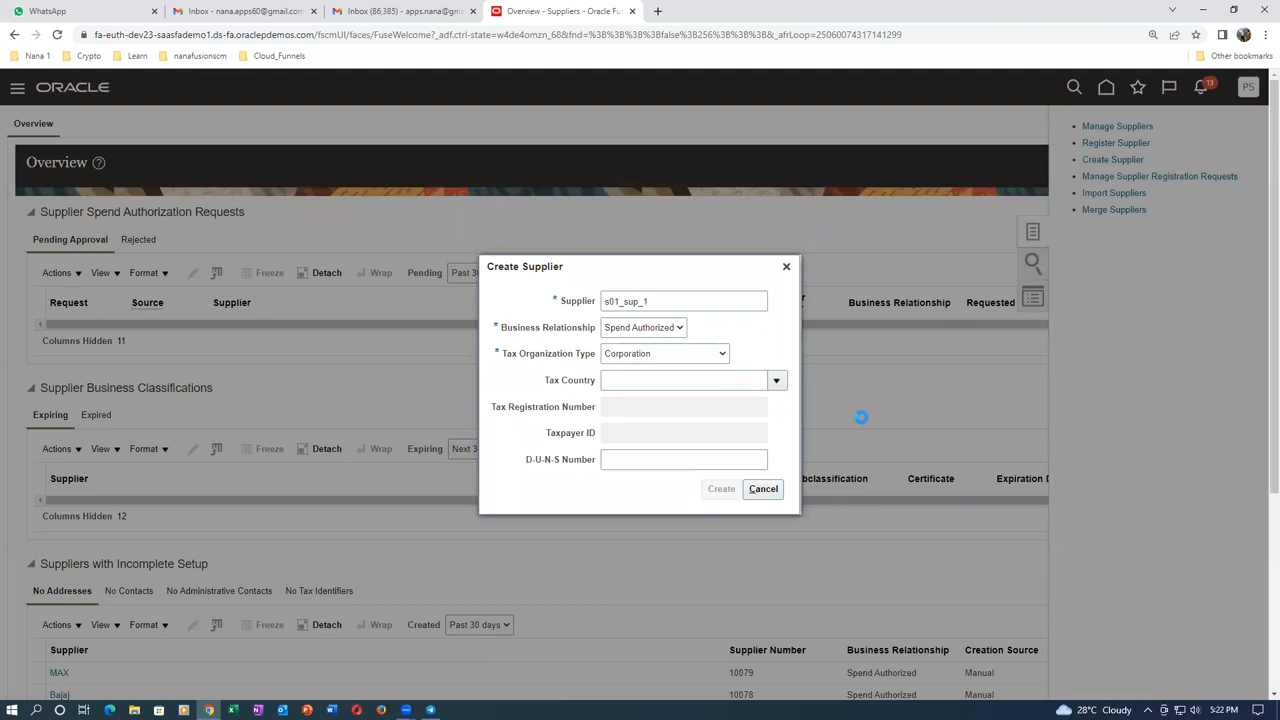 WhatsApp
Inbox - nana.apps60@gmail.com
Inbox (86,385) - apps.nana@gmail
Overview - Suppliers - Oracle Fu
fa-euth-dev23-saasfademo1.ds-fa.oraclepdemos.com/fscmUI/faces/FuseWelcome?_adf.ctrl-state=w4de4omzn_68&fnd=%3B%3B%3B%3Bfalse%3B256%3B%3B%3B&_afrLoop=25060074317141299
Nana 1
Crypto
Learn
nanafusionscm
Cloud_Funnels
Other bookmarks
ORACLE
13
PS
Overview
Overview
Manage Suppliers
Register Supplier
Create Supplier
Manage Supplier Registration Requests
Import Suppliers
Merge Suppliers
Supplier Spend Authorization Requests
Pending Approval Rejected
Actions View Format Freeze Detach Wrap Pending Past 3
Request Source Supplier Business Relationship Requested
Columns Hidden 11
Create Supplier
* Supplier s01_sup_1
* Business Relationship Spend Authorized
* Tax Organization Type Corporation
Tax Country
Tax Registration Number
Taxpayer ID
D-U-N-S Number
Create Cancel
Supplier Business Classifications
Expiring Expired
Actions View Format Freeze Detach Wrap Expiring Next 3
Supplier bclassification Certificate Expiration D
Columns Hidden 12
Suppliers with Incomplete Setup
No Addresses No Contacts No Administrative Contacts No Tax Identifiers
Actions View Format Freeze Detach Wrap Created Past 30 days
Supplier Supplier Number Business Relationship Creation Source
MAX 10079 Spend Authorized Manual
Bajaj 10078 Spend Authorized Manual
28°C Cloudy
5:22 PM